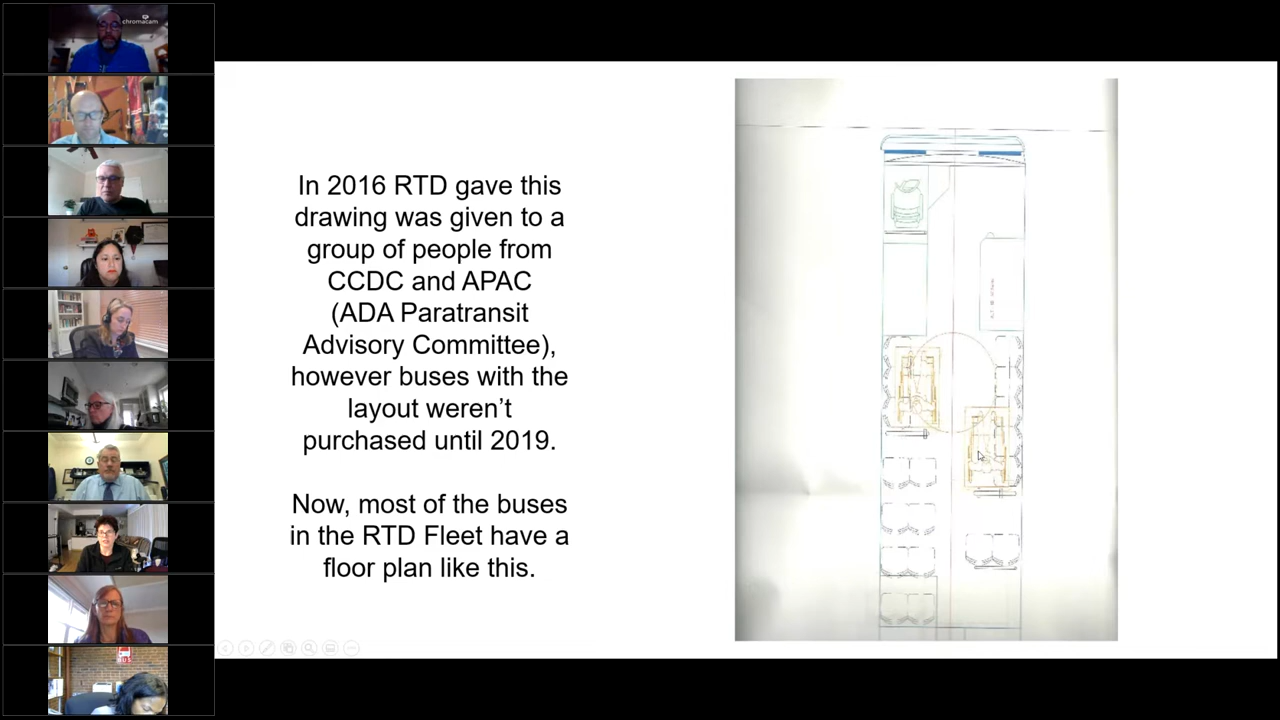 chromacam
In 2016 RTD gave this
drawing was given to a
group of people from
CCDC and APAC
(ADA Paratransit
Advisory Committee),
however buses with the
layout weren’t
purchased until 2019.
Now, most of the buses
in the RTD Fleet have a
floor plan like this.